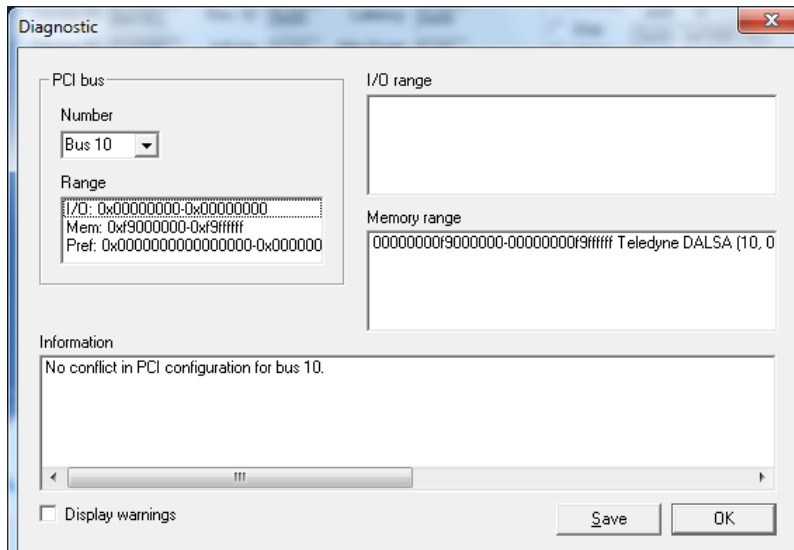 Diagnostic
PCI bus
Number
Bus 10
Range
I/O: 0x00000000-0x00000000
Mem: 0xf9000000-0xf9ffffff
Pref: 0x0000000000000000-0x000000
I/O range
Memory range
00000000f9000000-00000000f9ffffff Teledyne DALSA (10, 0
Information
No conflict in PCI configuration for bus 10.
Display warnings
Save
OK